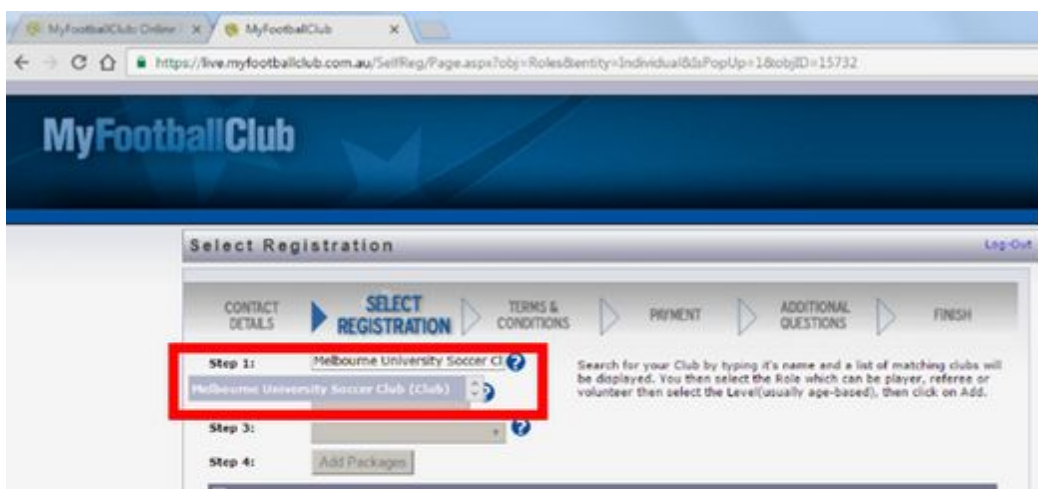 MyFootballClub: Online
MyFootballClub
https://live.myfootballclub.com.au/SelfReg/Page.aspx?obj=Roles&entity=Individual&IsPopUp=1&objID=15732
MyFootballClub
Select Registration
Log-Out
CONTACT DETAILS
SELECT REGISTRATION
TERMS & CONDITIONS
PAYMENT
ADDITIONAL QUESTIONS
FINISH
Step 1:
Melbourne University Soccer Cl
Melbourne University Soccer Club (Club)
Search for your Club by typing it's name and a list of matching clubs will
be displayed. You then select the Role which can be player, referee or
volunteer then select the Level(usually age-based), then click on Add.
Step 3:
Step 4:
Add Packages